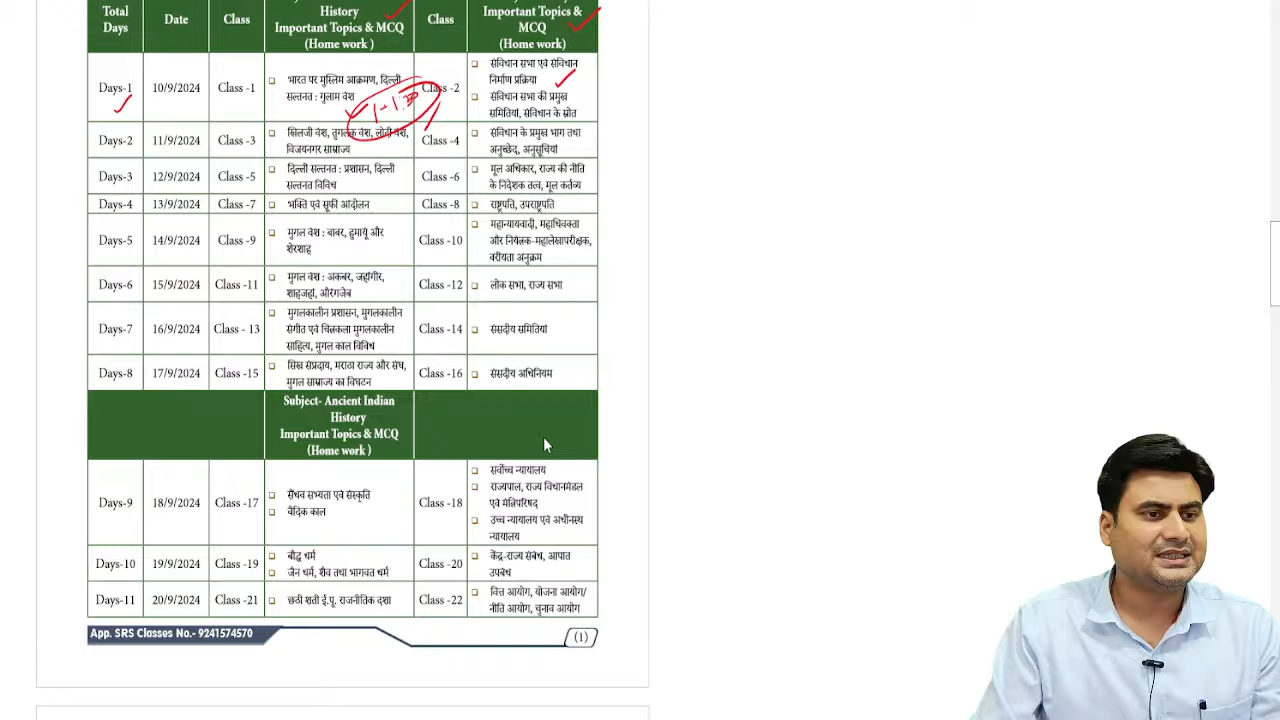 Total Days
Date
Class
History
Important Topics & MCQ
(Home work )
Class
Important Topics &
MCQ
(Home work)
Days-1
10/9/2024
Class -1
भारत पर मुस्लिम आक्रमण, दिल्ली
सल्तनत : गुलाम वंश
1-1:30
Class -2
संविधान सभा एवं संविधान
निर्माण प्रक्रिया
संविधान सभा की प्रमुख
समितियां, संविधान के स्रोत
Days-2
11/9/2024
Class -3
खिलजी वंश, तुगलक वंश, लोदी वंश,
विजयनगर साम्राज्य
Class -4
संविधान के प्रमुख भाग तथा
अनुच्छेद, अनुसूचियां
Days-3
12/9/2024
Class -5
दिल्ली सल्तनत : प्रशासन, दिल्ली
सल्तनत विविध
Class -6
मूल अधिकार, राज्य की नीति
के निदेशक तत्व, मूल कर्तव्य
Days-4
13/9/2024
Class -7
भक्ति एवं सूफी आंदोलन
Class -8
राष्ट्रपति, उपराष्ट्रपति
Days-5
14/9/2024
Class -9
मुगल वंश : बाबर, हुमायूं और
शेरशाह
Class -10
महान्यायवादी, महाधिवक्ता
और नियंत्रक-महालेखापरीक्षक,
वरीयता अनुक्रम
Days-6
15/9/2024
Class -11
मुगल वंश : अकबर, जहांगीर,
शाहजहां, औरंगजेब
Class -12
लोक सभा, राज्य सभा
Days-7
16/9/2024
Class - 13
मुगलकालीन प्रशासन, मुगलकालीन
संगीत एवं चित्रकला मुगलकालीन
साहित्य, मुगल काल विविध
Class -14
संसदीय समितियां
Days-8
17/9/2024
Class -15
सिख संप्रदाय, मराठा राज्य और संघ,
मुगल साम्राज्य का विघटन
Class -16
संसदीय अधिनियम
Subject- Ancient Indian
History
Important Topics & MCQ
(Home work )
Days-9
18/9/2024
Class -17
सैंधव सभ्यता एवं संस्कृति
वैदिक काल
Class -18
सर्वोच्च न्यायालय
राज्यपाल, राज्य विधानमंडल
एवं मंत्रिपरिषद
उच्च न्यायालय एवं अधीनस्थ
न्यायालय
Days-10
19/9/2024
Class -19
बौद्ध धर्म
जैन धर्म, शैव तथा भागवत धर्म
Class -20
केंद्र-राज्य संबंध, आपात
उपबंध
Days-11
20/9/2024
Class -21
छठी शती ई.पू. राजनीतिक दशा
Class -22
वित्त आयोग, योजना आयोग/
नीति आयोग, चुनाव आयोग
App. SRS Classes No.- 9241574570
(1)